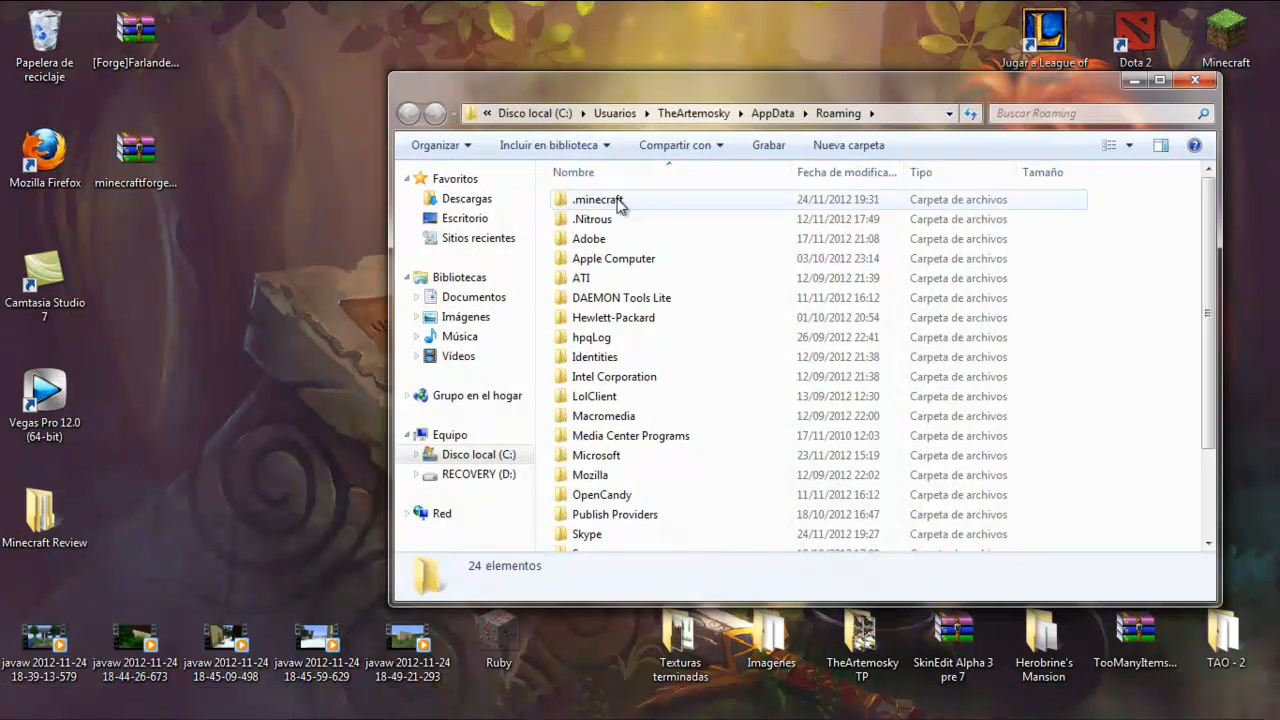 Papelera de
reciclaje
[Forge]Farlande...
Jugar a League of
Dota 2
Minecraft
Mozilla Firefox
minecraftforge...
Camtasia Studio
7
Vegas Pro 12.0
(64-bit)
Minecraft Review
« Disco local (C:) Usuarios TheArtemosky AppData Roaming
Buscar Roaming
Organizar Incluir en biblioteca Compartir con Grabar Nueva carpeta
Favoritos
Descargas
Escritorio
Sitios recientes
Bibliotecas
Documentos
Imágenes
Música
Vídeos
Grupo en el hogar
Equipo
Disco local (C:)
RECOVERY (D:)
Red
Nombre Fecha de modifica... Tipo Tamaño
.minecraft 24/11/2012 19:31 Carpeta de archivos
.Nitrous 12/11/2012 17:49 Carpeta de archivos
Adobe 17/11/2012 21:08 Carpeta de archivos
Apple Computer 03/10/2012 23:14 Carpeta de archivos
ATI 12/09/2012 21:39 Carpeta de archivos
DAEMON Tools Lite 11/11/2012 16:12 Carpeta de archivos
Hewlett-Packard 01/10/2012 20:54 Carpeta de archivos
hpqLog 26/09/2012 22:41 Carpeta de archivos
Identities 12/09/2012 21:38 Carpeta de archivos
Intel Corporation 12/09/2012 21:38 Carpeta de archivos
LolClient 13/09/2012 12:30 Carpeta de archivos
Macromedia 12/09/2012 22:00 Carpeta de archivos
Media Center Programs 17/11/2010 12:03 Carpeta de archivos
Microsoft 23/11/2012 15:19 Carpeta de archivos
Mozilla 12/09/2012 22:02 Carpeta de archivos
OpenCandy 11/11/2012 16:12 Carpeta de archivos
Publish Providers 18/10/2012 16:47 Carpeta de archivos
Skype 24/11/2012 19:27 Carpeta de archivos
24 elementos
javaw 2012-11-24
18-39-13-579
javaw 2012-11-24
18-44-26-673
javaw 2012-11-24
18-45-09-498
javaw 2012-11-24
18-45-59-629
javaw 2012-11-24
18-49-21-293
Ruby
Texturas
terminadas
Imagenes
TheArtemosky
TP
SkinEdit Alpha 3
pre 7
Herobrine's
Mansion
TooManyItems...
TAO - 2